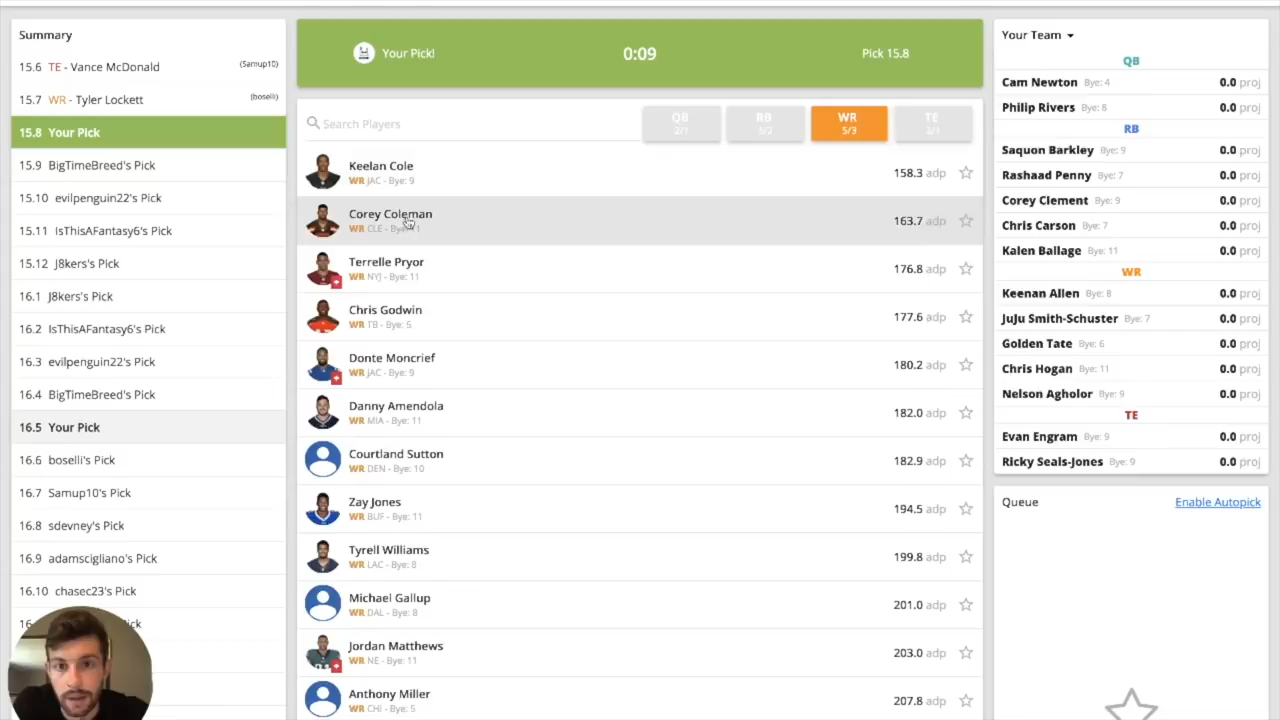 Summary
15.6 TE - Vance McDonald (Samup10)
15.7 WR - Tyler Lockett (boselli)
15.8 Your Pick
15.9 BigTimeBreed's Pick
15.10 evilpenguin22's Pick
15.11 IsThisAFantasy6's Pick
15.12 J8kers's Pick
16.1 J8kers's Pick
16.2 IsThisAFantasy6's Pick
16.3 evilpenguin22's Pick
16.4 BigTimeBreed's Pick
16.5 Your Pick
16.6 boselli's Pick
16.7 Samup10's Pick
16.8 sdevney's Pick
16.9 adamscigliano's Pick
16.10 chasec23's Pick
Your Pick! 0:09 Pick 15.8
Search Players
QB
2/1
RB
5/2
WR
5/3
TE
2/1
Keelan Cole
WR JAC - Bye: 9
158.3 adp
Corey Coleman
WR CLE - Bye: 11
163.7 adp
Terrelle Pryor
WR NYJ - Bye: 11
176.8 adp
Chris Godwin
WR TB - Bye: 5
177.6 adp
Donte Moncrief
WR JAC - Bye: 9
180.2 adp
Danny Amendola
WR MIA - Bye: 11
182.0 adp
Courtland Sutton
WR DEN - Bye: 10
182.9 adp
Zay Jones
WR BUF - Bye: 11
194.5 adp
Tyrell Williams
WR LAC - Bye: 8
199.8 adp
Michael Gallup
WR DAL - Bye: 8
201.0 adp
Jordan Matthews
WR NE - Bye: 11
203.0 adp
Anthony Miller
WR CHI - Bye: 5
207.8 adp
Your Team
QB
Cam Newton Bye: 4 0.0 proj
Philip Rivers Bye: 8 0.0 proj
RB
Saquon Barkley Bye: 9 0.0 proj
Rashaad Penny Bye: 7 0.0 proj
Corey Clement Bye: 9 0.0 proj
Chris Carson Bye: 7 0.0 proj
Kalen Ballage Bye: 11 0.0 proj
WR
Keenan Allen Bye: 8 0.0 proj
JuJu Smith-Schuster Bye: 7 0.0 proj
Golden Tate Bye: 6 0.0 proj
Chris Hogan Bye: 11 0.0 proj
Nelson Agholor Bye: 9 0.0 proj
TE
Evan Engram Bye: 9 0.0 proj
Ricky Seals-Jones Bye: 9 0.0 proj
Queue Enable Autopick